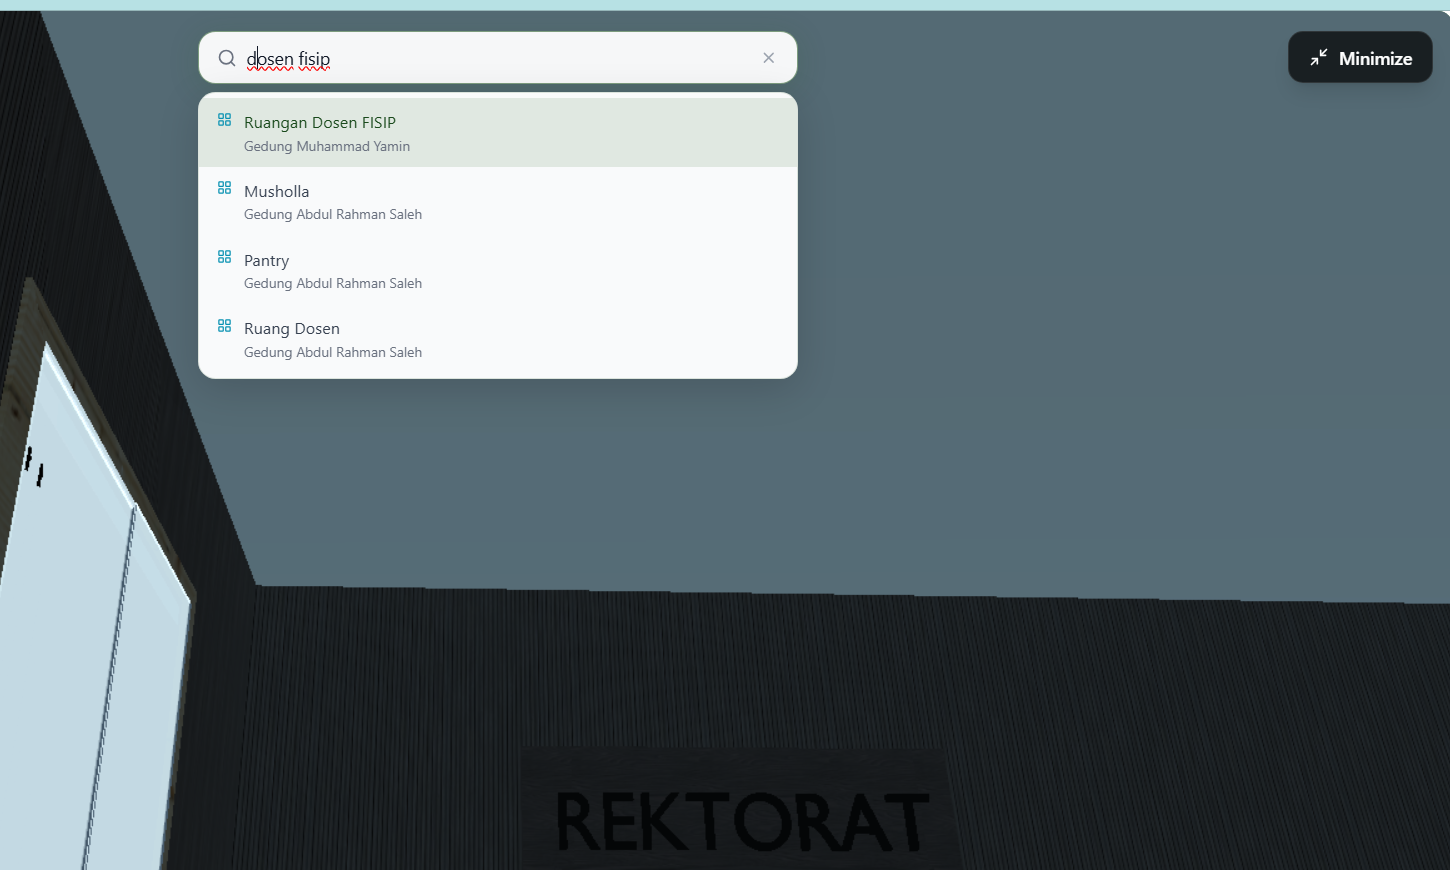 dosen fisip
Minimize
Ruangan Dosen FISIP
Gedung Muhammad Yamin
Musholla
Gedung Abdul Rahman Saleh
Pantry
Gedung Abdul Rahman Saleh
Ruang Dosen
Gedung Abdul Rahman Saleh
REKTORAT